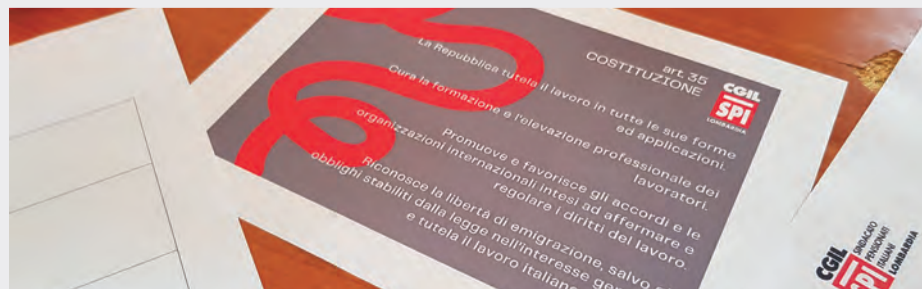 art. 35
COSTITUZIONE
CGIL
SPI
LOMBARDIA
La Repubblica tutela il lavoro in tutte le sue forme
ed applicazioni.
Cura la formazione e l'elevazione professionale dei
lavoratori.
Promuove e favorisce gli accordi e le
organizzazioni internazionali intesi ad affermare e
regolare i diritti del lavoro.
Riconosce la libertà di emigrazione, salvo
obblighi stabiliti dalla legge nell'interesse
e tutela il lavoro
CGIL
SPI
SINDACATO
PENSIONATI
ITALIANI
LOMBARDIA